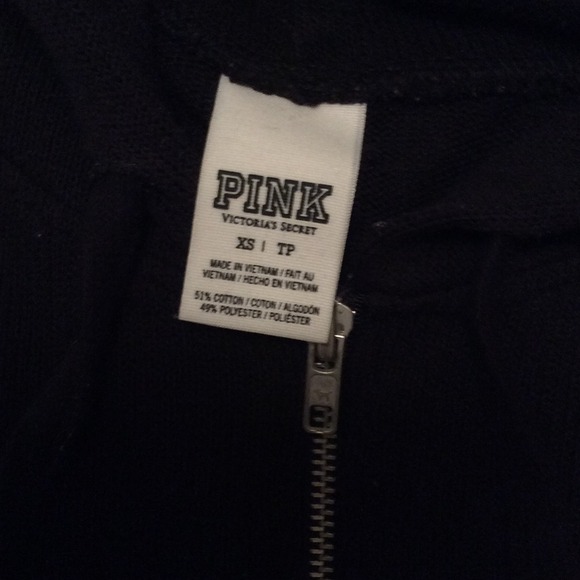 PINK
VICTORIA'S SECRET
XS | TP
MADE IN VIETNAM / FAIT AU
VIETNAM / HECHO EN VIETNAM
51% COTTON / COTON / ALGODÓN
49% POLYESTER / POLIÉSTER